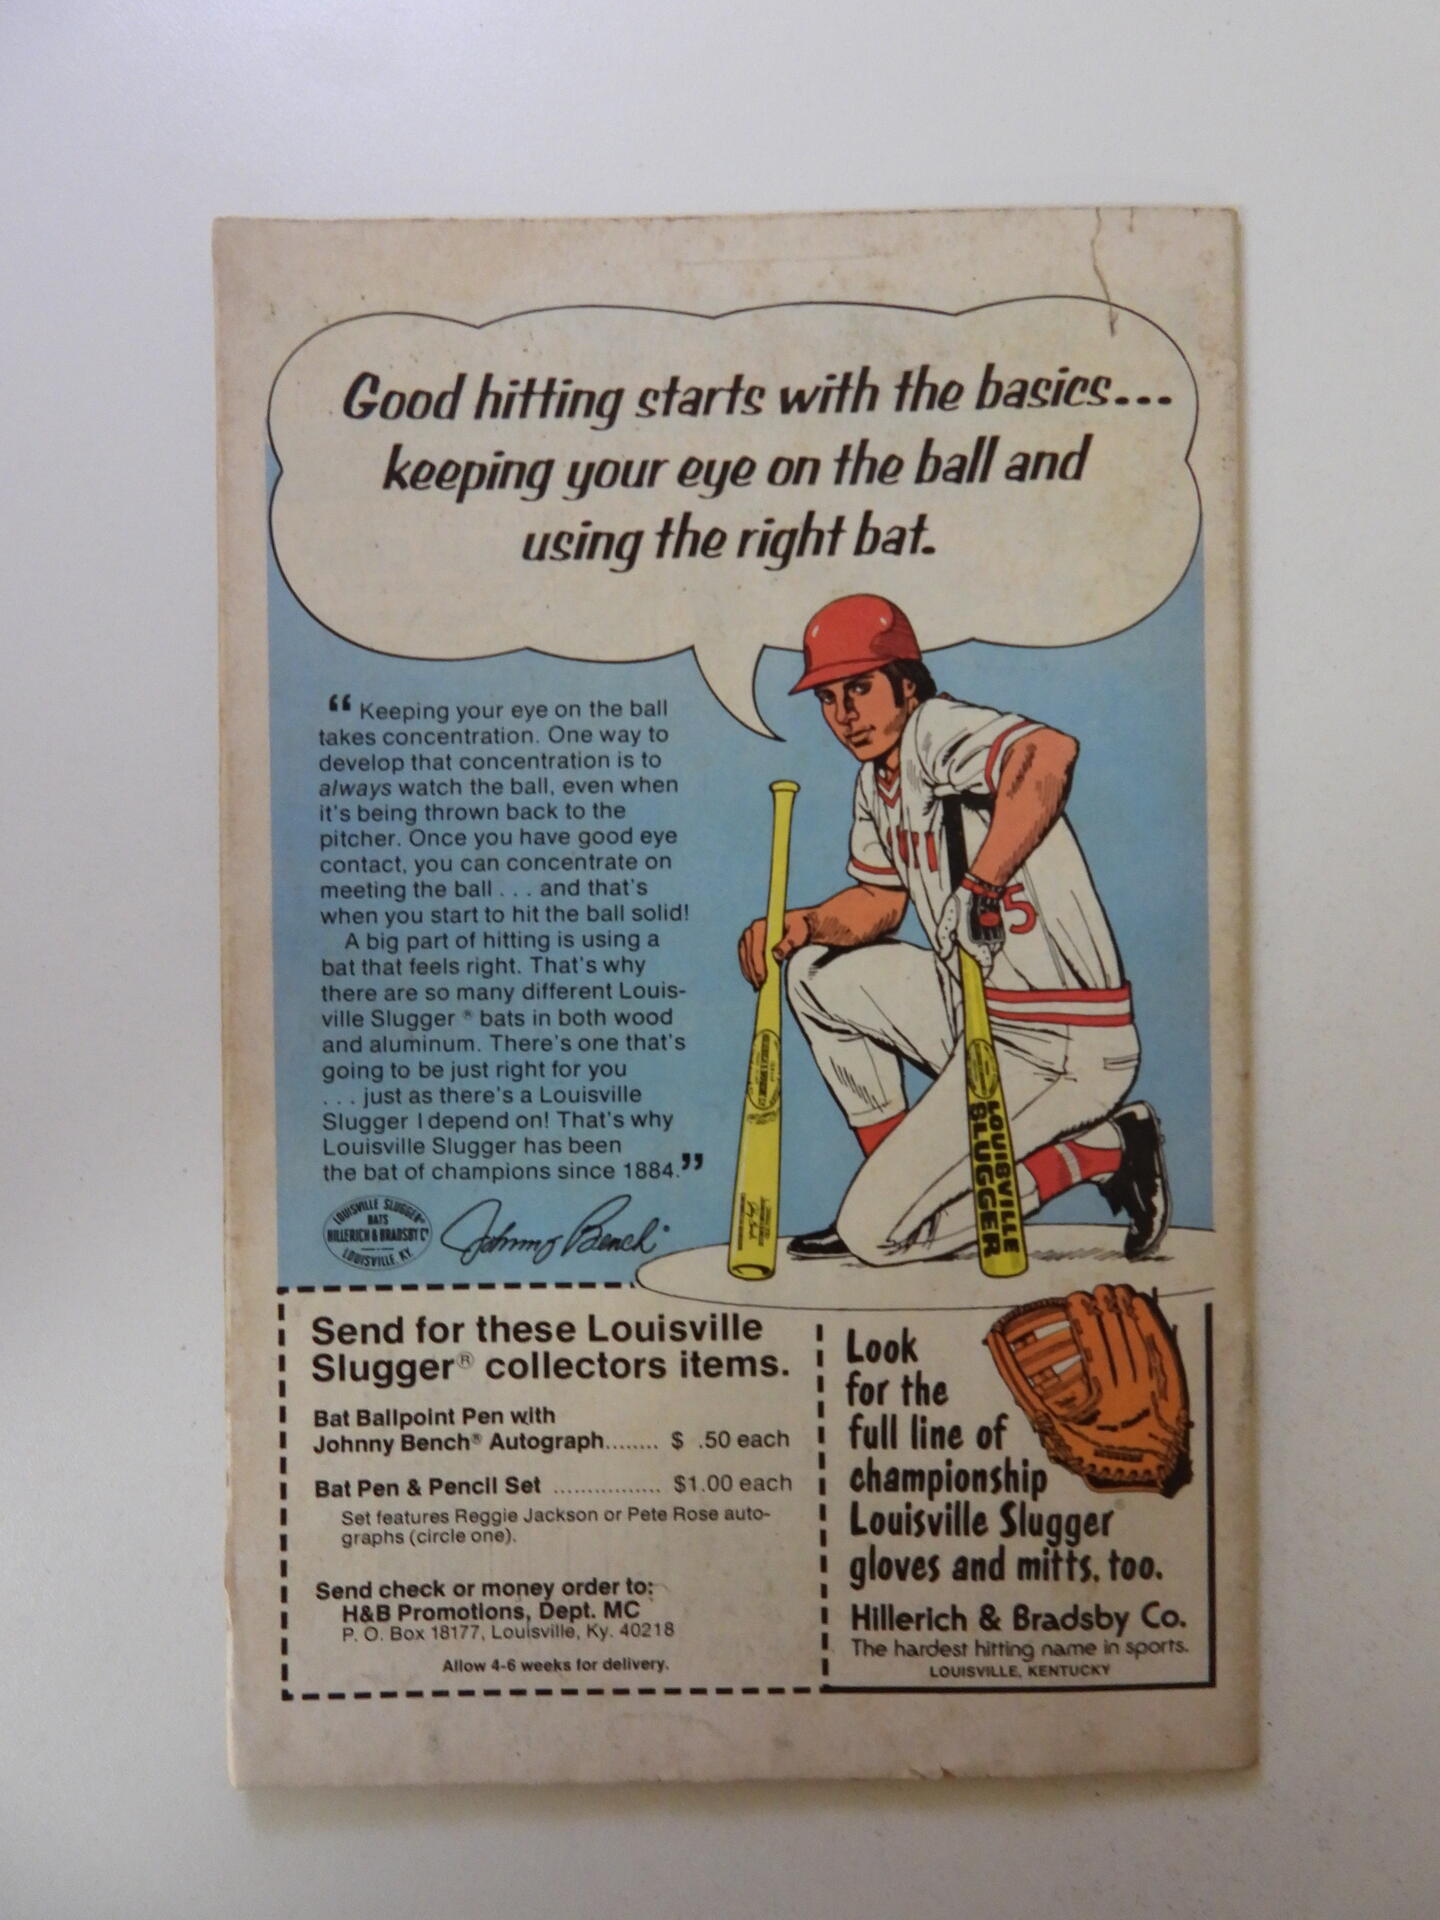 Good hitting starts with the basics...
keeping your eye on the ball and
using the right bat.
“ Keeping your eye on the ball
takes concentration. One way to
develop that concentration is to
always watch the ball, even when
it's being thrown back to the
pitcher. Once you have good eye
contact, you can concentrate on
meeting the ball . . . and that's
when you start to hit the ball solid!
A big part of hitting is using a
bat that feels right. That's why
there are so many different Louis-
ville Slugger ® bats in both wood
and aluminum. There's one that's
going to be just right for you
. . . just as there's a Louisville
Slugger I depend on! That's why
Louisville Slugger has been
the bat of champions since 1884.”
LOUISVILLE SLUGGER®
BATS
HILLERICH & BRADSBY Cº
LOUISVILLE, KY.
Johnny Bench
5
LOUISVILLE
SLUGGER
Send for these Louisville
Slugger® collectors items.
Bat Ballpoint Pen with
Johnny Bench® Autograph........ $ .50 each
Bat Pen & Pencil Set ................ $1.00 each
Set features Reggie Jackson or Pete Rose auto-
graphs (circle one).
Send check or money order to:
H&B Promotions, Dept. MC
P. O. Box 18177, Louisville, Ky. 40218
Allow 4-6 weeks for delivery.
Look
for the
full line of
championship
Louisville Slugger®
gloves and mitts, too.
Hillerich & Bradsby Co.
The hardest hitting name in sports.
LOUISVILLE, KENTUCKY